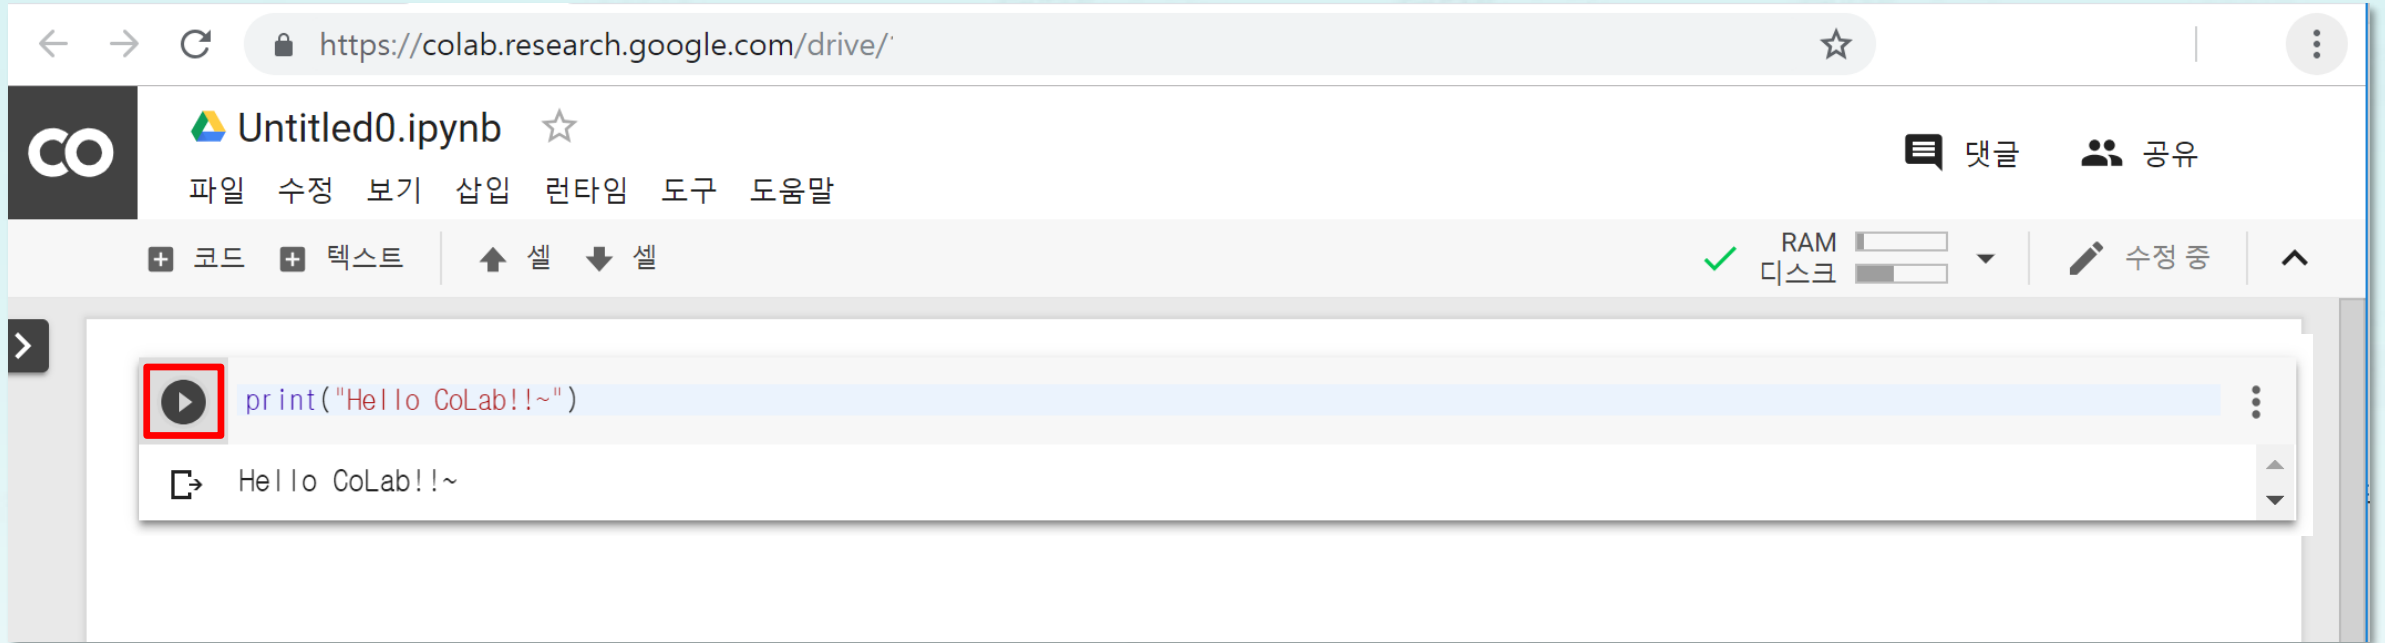 https://colab.research.google.com/drive/
CO
Untitled0.ipynb
댓글 공유
파일 수정 보기 삽입 런타임 도구 도움말
코드 텍스트 셀 셀
RAM
디스크
수정 중
print("Hello CoLab!!~")
Hello CoLab!!~